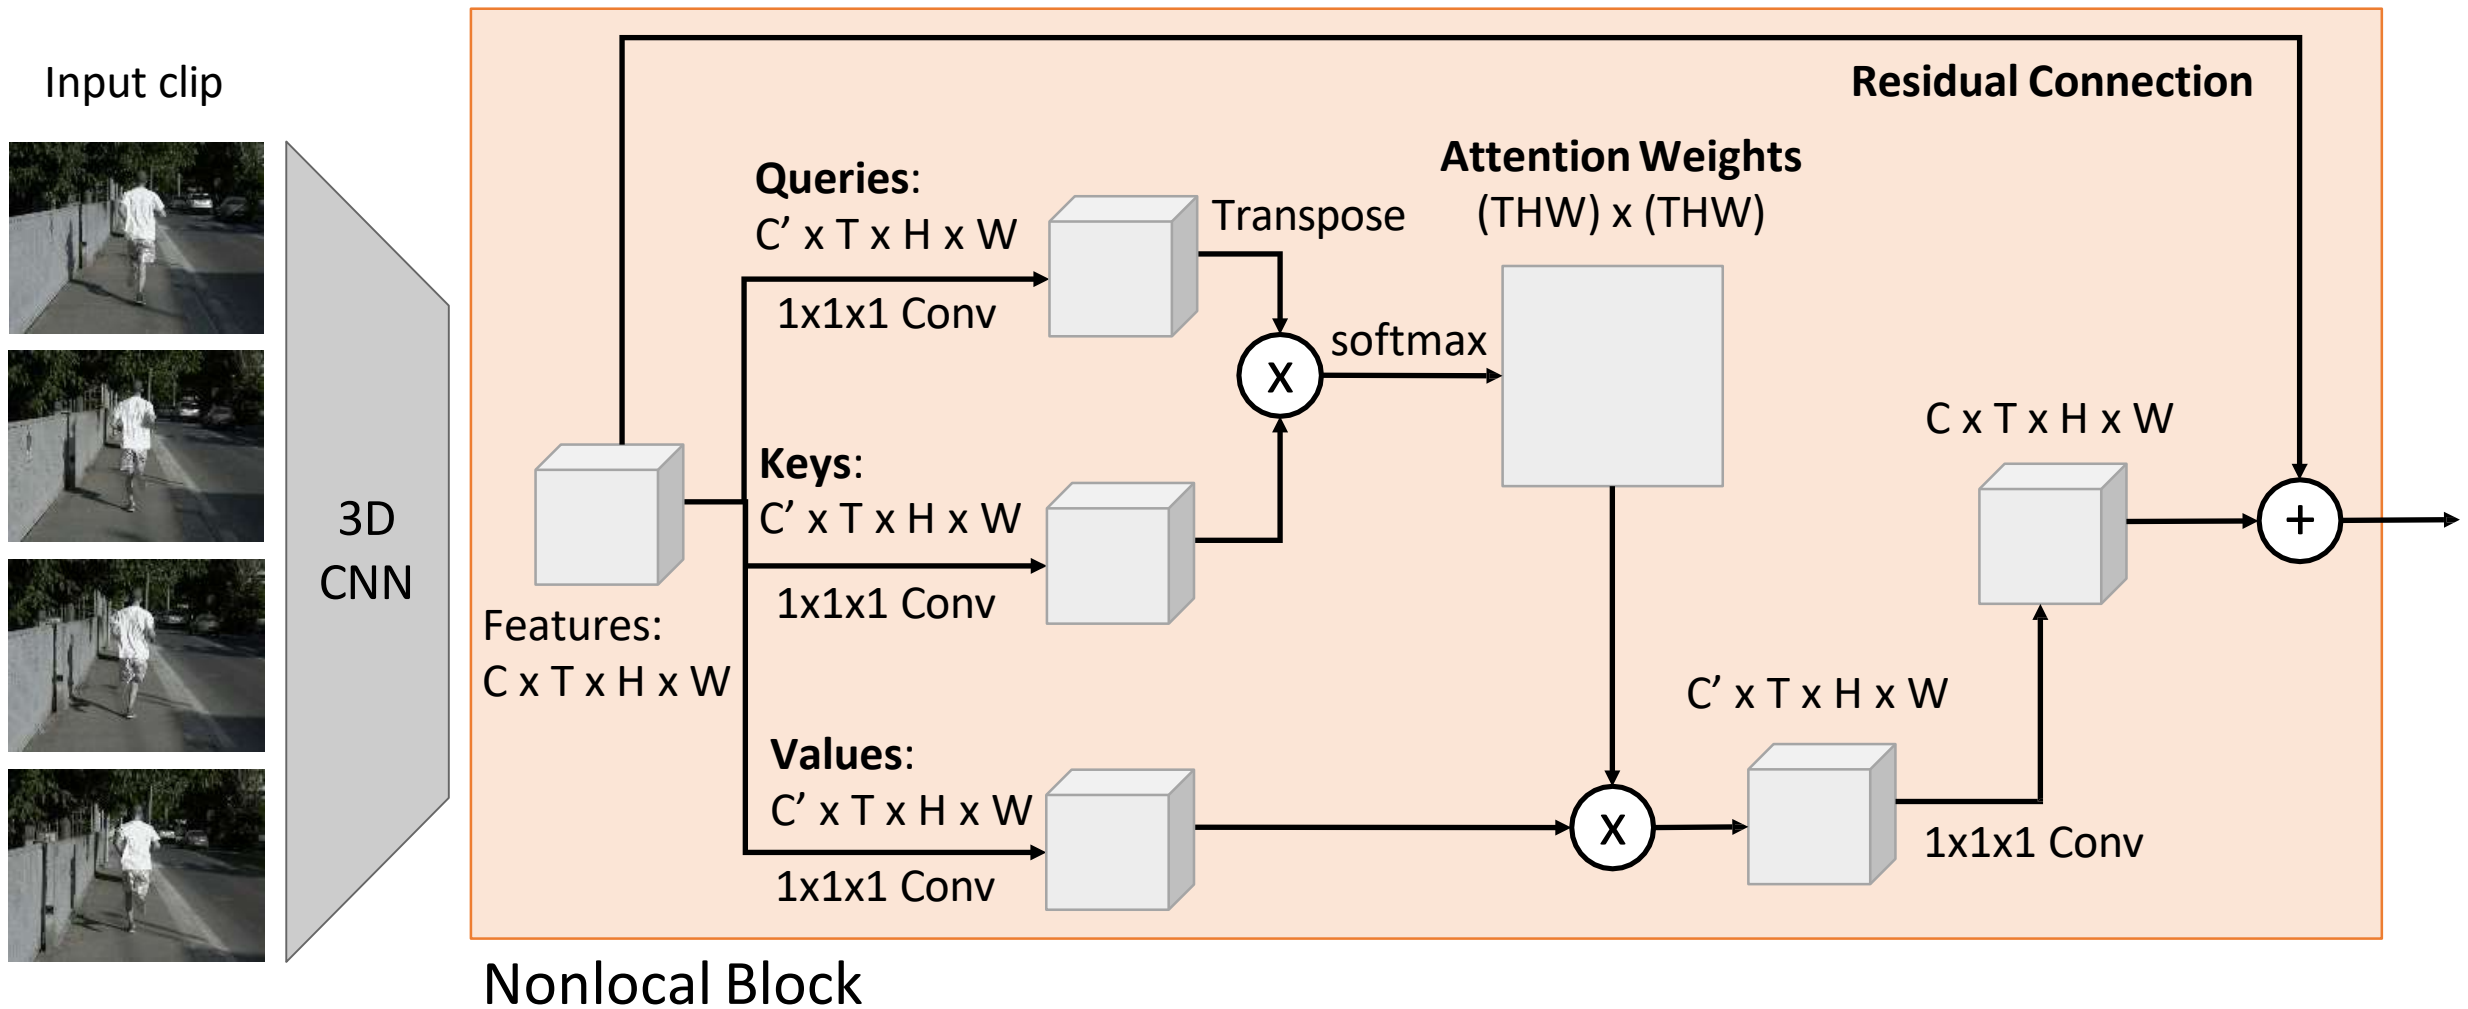 Input clip
3D
CNN
Residual Connection
Queries:
C’ x T x H x W
1x1x1 Conv
Transpose
Attention Weights
(THW) x (THW)
X
softmax
Features:
C x T x H x W
Keys:
C’ x T x H x W
1x1x1 Conv
Values:
C’ x T x H x W
1x1x1 Conv
X
C’ x T x H x W
1x1x1 Conv
C x T x H x W
+
Nonlocal Block